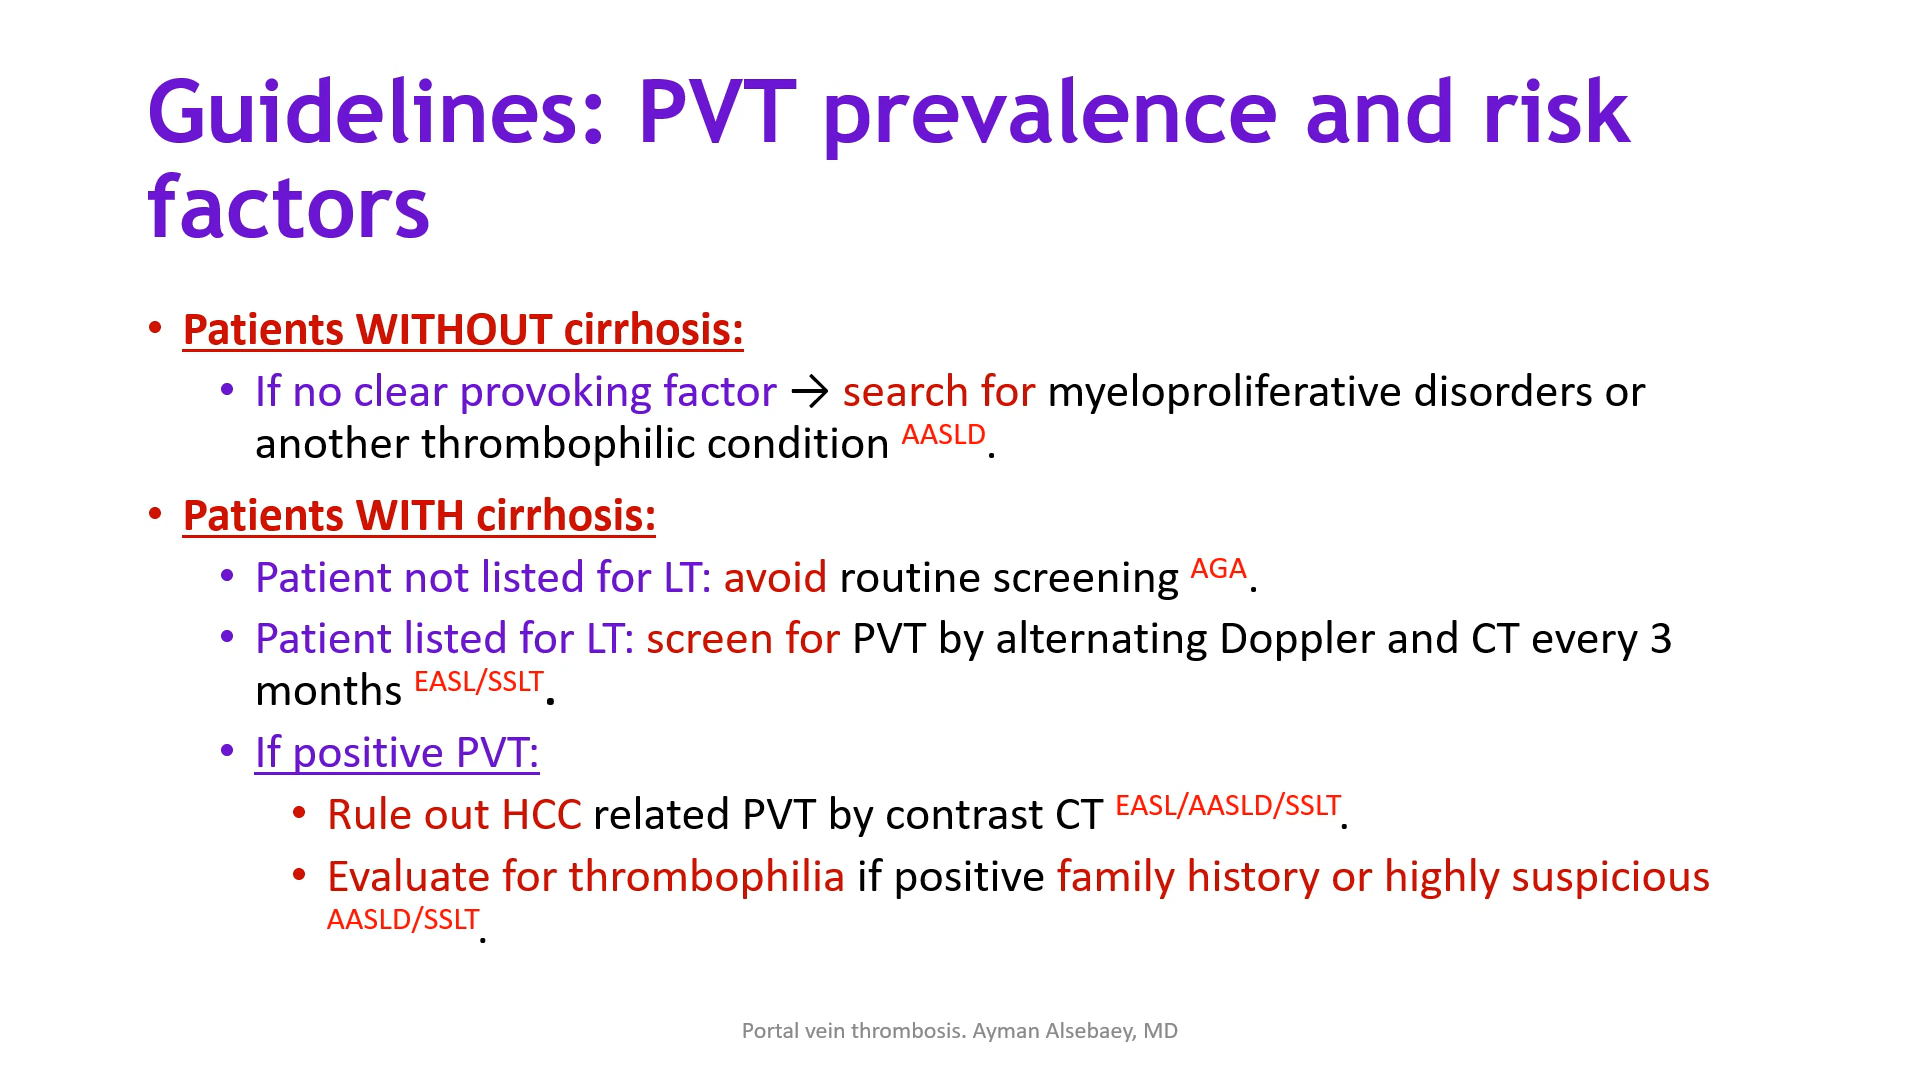 Guidelines: PVT prevalence and risk
factors
• Patients WITHOUT cirrhosis:
• If no clear provoking factor → search for myeloproliferative disorders or
another thrombophilic condition AASLD.
• Patients WITH cirrhosis:
• Patient not listed for LT: avoid routine screening AGA.
• Patient listed for LT: screen for PVT by alternating Doppler and CT every 3
months EASL/SSLT.
• If positive PVT:
• Rule out HCC related PVT by contrast CT EASL/AASLD/SSLT.
• Evaluate for thrombophilia if positive family history or highly suspicious
AASLD/SSLT.
Portal vein thrombosis. Ayman Alsebaey, MD